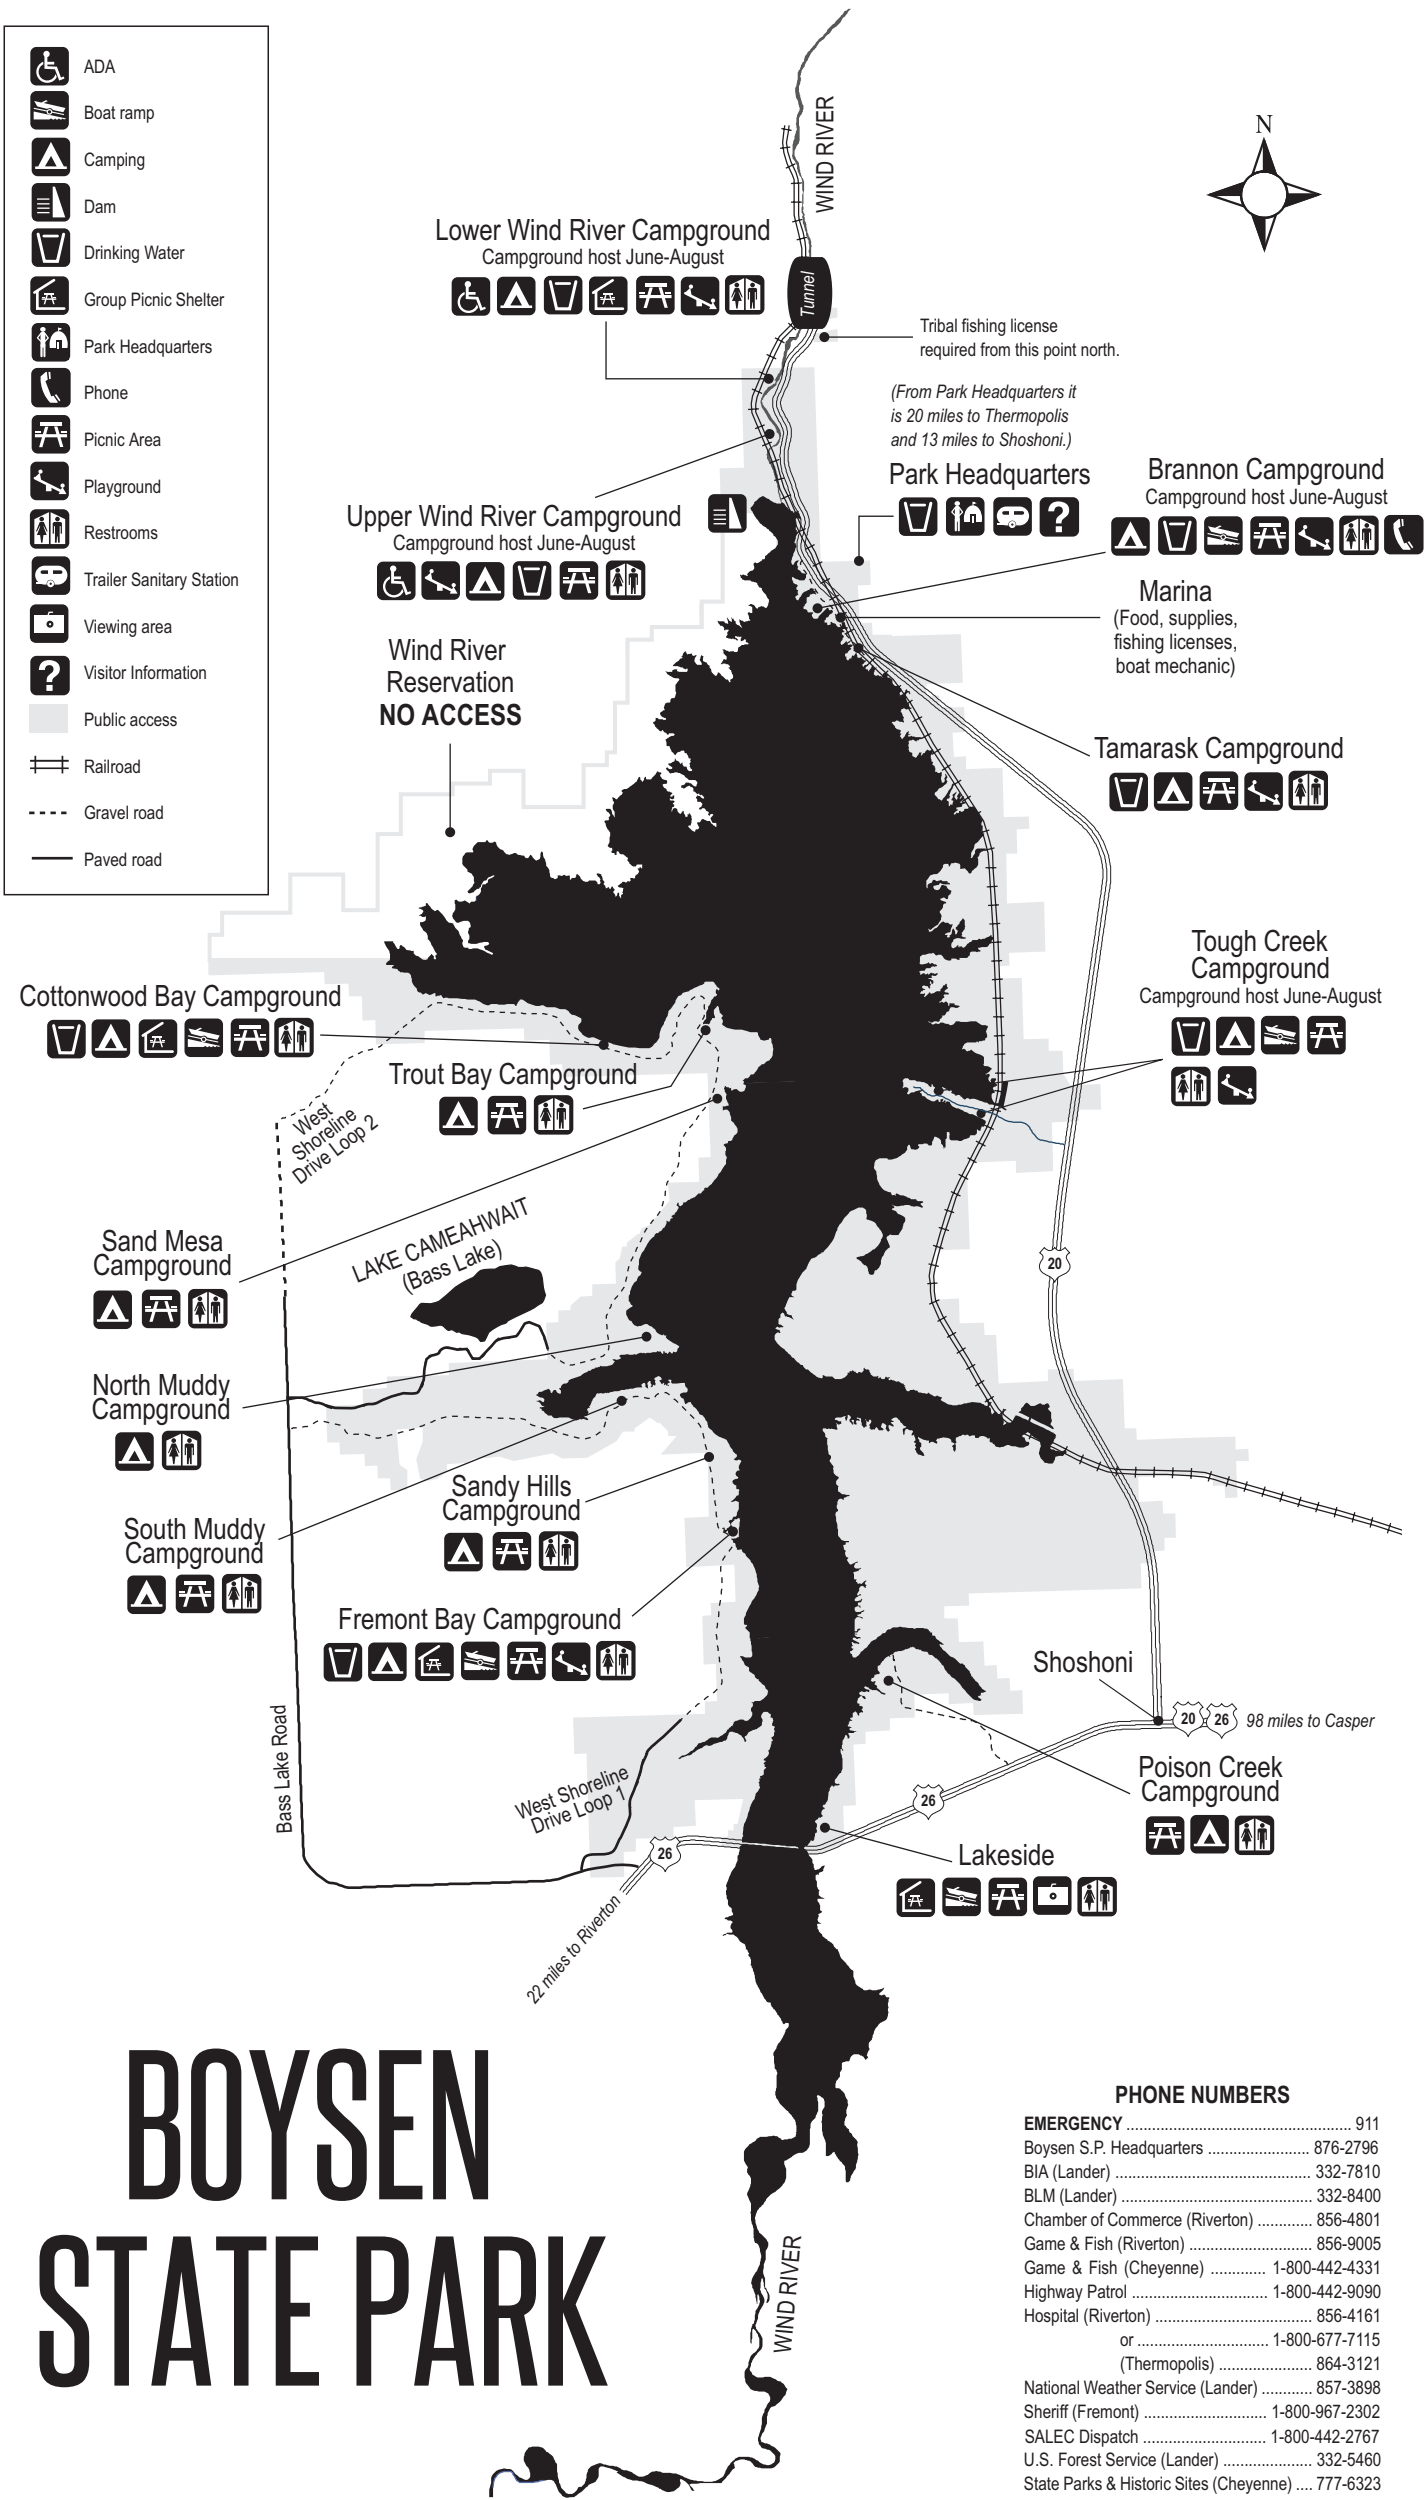 ADA
Boat ramp
Camping
Dam
Drinking Water
Group Picnic Shelter
Park Headquarters
Phone
Picnic Area
Playground
Restrooms
Trailer Sanitary Station
Viewing area
? Visitor Information
Public access
Railroad
Gravel road
Paved road
N
WIND RIVER
Lower Wind River Campground
Campground host June-August
Tunnel
Tribal fishing license
required from this point north.
(From Park Headquarters it
is 20 miles to Thermopolis
and 13 miles to Shoshoni.)
Park Headquarters
?
Brannon Campground
Campground host June-August
Upper Wind River Campground
Campground host June-August
Marina
(Food, supplies,
fishing licenses,
boat mechanic)
Wind River
Reservation
NO ACCESS
Tamarask Campground
Tough Creek
Campground
Campground host June-August
Cottonwood Bay Campground
Trout Bay Campground
West
Shoreline
Drive Loop 2
Sand Mesa
Campground
LAKE CAMEAHWAIT
(Bass Lake)
20
North Muddy
Campground
Sandy Hills
Campground
South Muddy
Campground
Fremont Bay Campground
Shoshoni
20
26
98 miles to Casper
Bass Lake Road
West Shoreline
Drive Loop 1
Poison Creek
Campground
26
26
Lakeside
22 miles to Riverton
BOYSEN
STATE PARK
WIND RIVER
PHONE NUMBERS
EMERGENCY ..................................................... 911
Boysen S.P. Headquarters ........................ 876-2796
BIA (Lander) .............................................. 332-7810
BLM (Lander) ............................................. 332-8400
Chamber of Commerce (Riverton) ............. 856-4801
Game & Fish (Riverton) ............................. 856-9005
Game & Fish (Cheyenne) ............. 1-800-442-4331
Highway Patrol ................................ 1-800-442-9090
Hospital (Riverton) ..................................... 856-4161
or ............................... 1-800-677-7115
(Thermopolis) ...................... 864-3121
National Weather Service (Lander) ............ 857-3898
Sheriff (Fremont) ............................. 1-800-967-2302
SALEC Dispatch ............................. 1-800-442-2767
U.S. Forest Service (Lander) ..................... 332-5460
State Parks & Historic Sites (Cheyenne) .... 777-6323